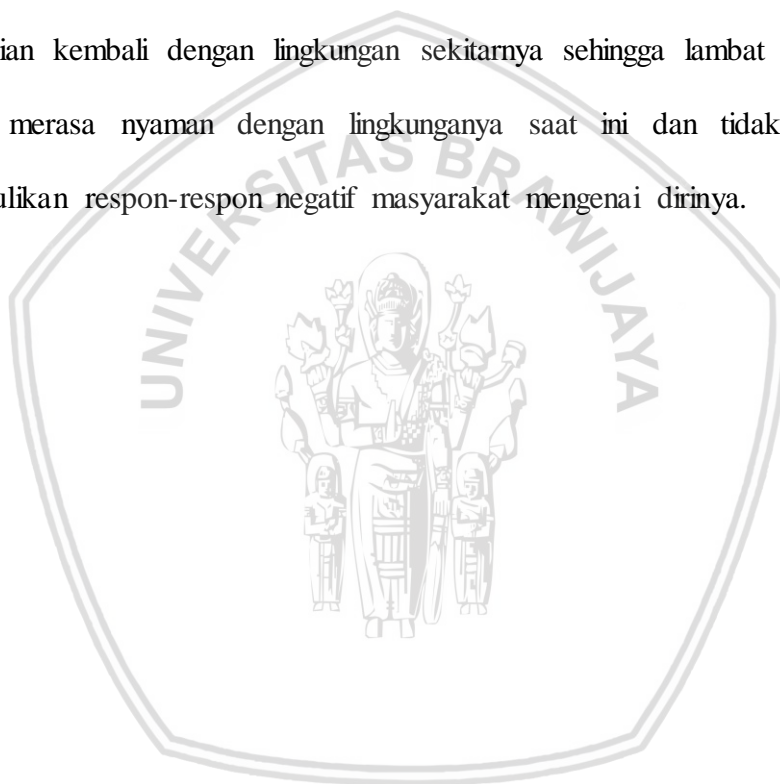 ian kembali dengan lingkungan sekitarnya sehingga lambat
merasa nyaman dengan lingkunganya saat ini dan tidak
ulikan respon-respon negatif masyarakat mengenai dirinya.
UNIVERSITAS BRAWIJAYA